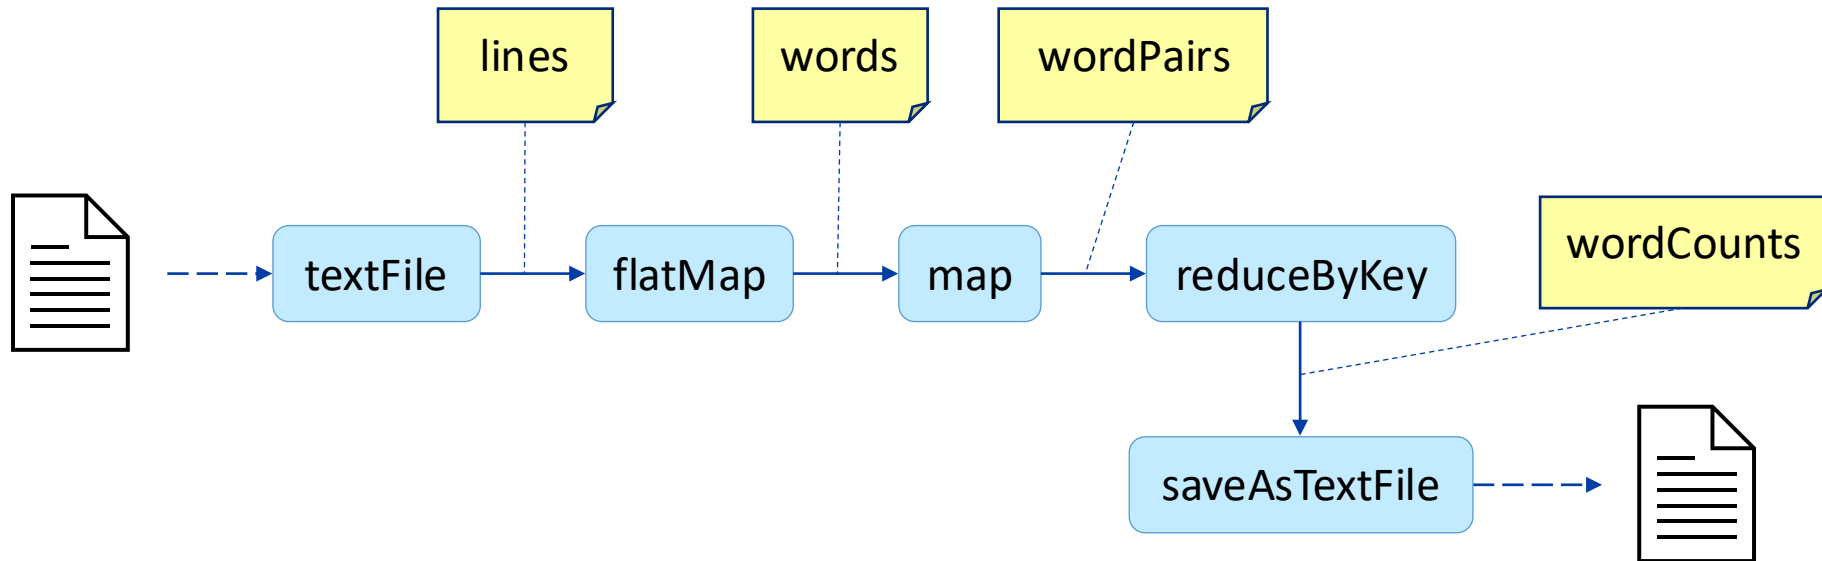 lines
words
wordPairs
textFile
flatMap
map
reduceByKey
wordCounts
saveAsTextFile